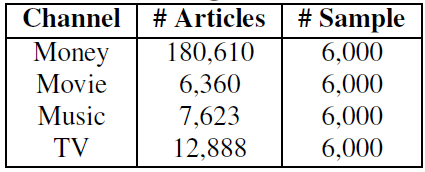 Channel # Articles # Sample
Money 180,610 6,000
Movie 6,360 6,000
Music 7,623 6,000
TV 12,888 6,000